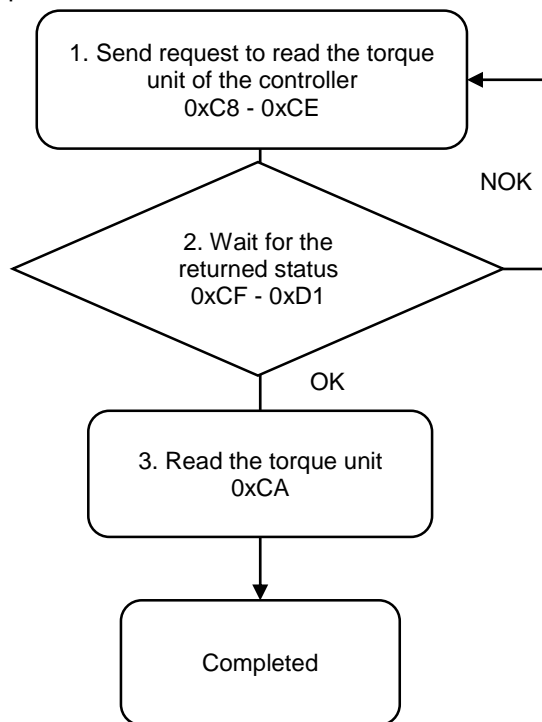 1. Send request to read the torque
unit of the controller
0xC8 - 0xCE
NOK
2. Wait for the
returned status
0xCF - 0xD1
OK
3. Read the torque unit
0xCA
Completed